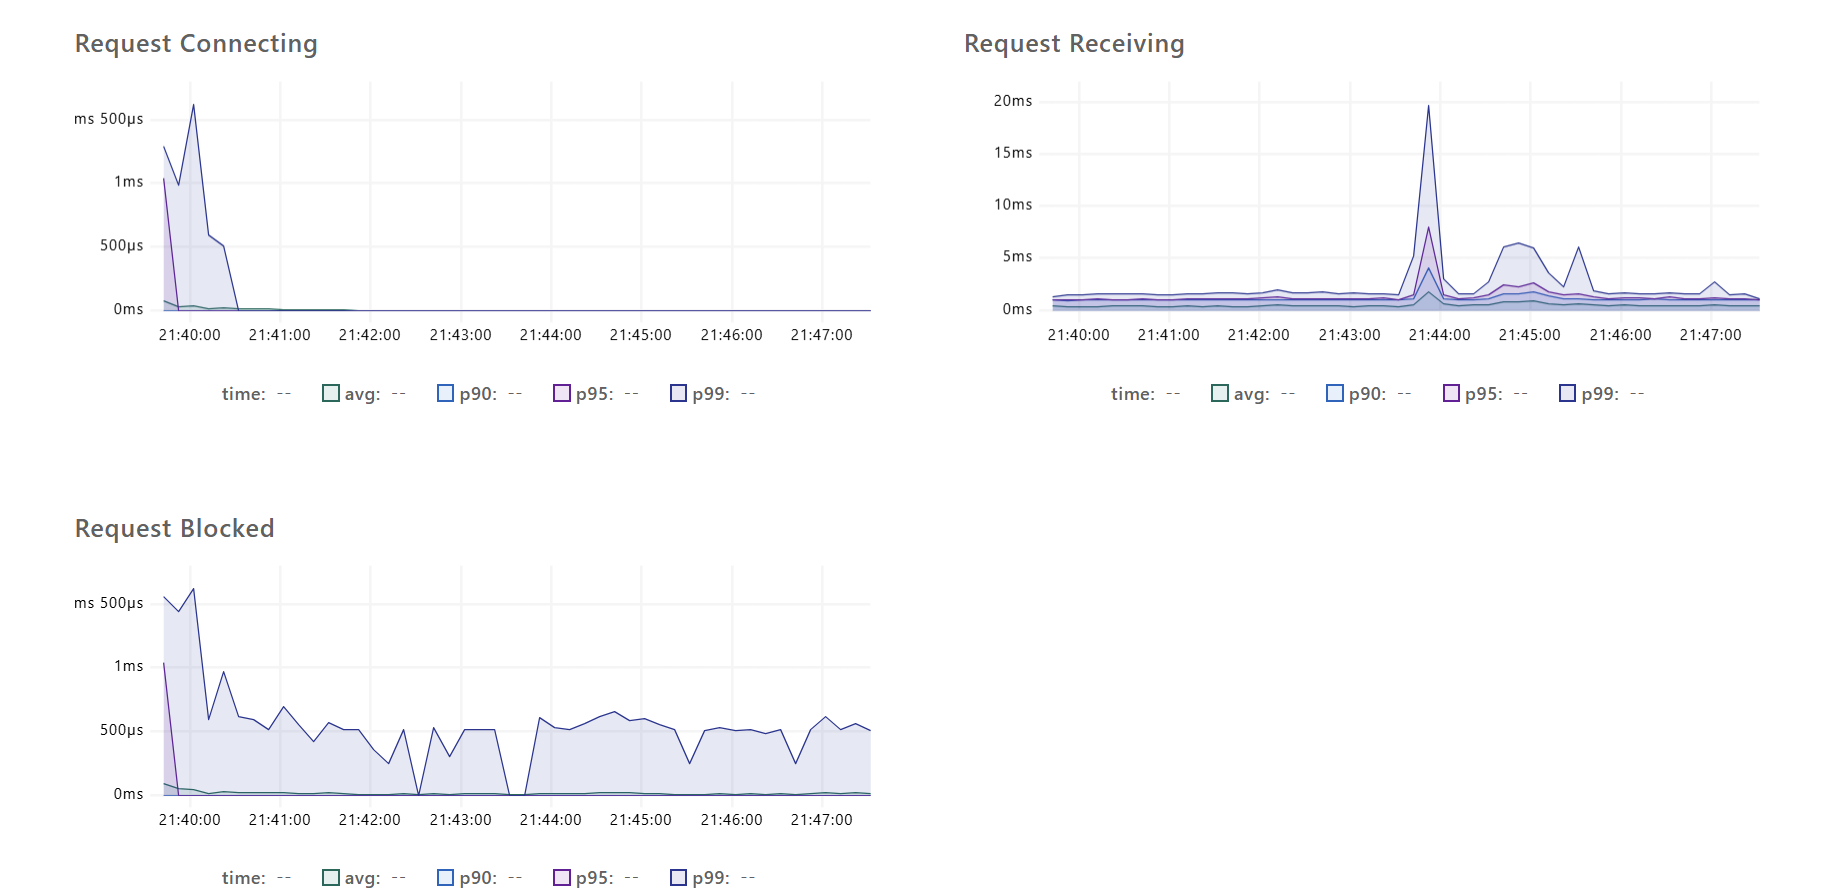 Request Connecting
ms 500µs
1ms
500µs
0ms
21:40:00 21:41:00 21:42:00 21:43:00 21:44:00 21:45:00 21:46:00 21:47:00
time: -- avg: -- p90: -- p95: -- p99: --
Request Receiving
20ms
15ms
10ms
5ms
0ms
21:40:00 21:41:00 21:42:00 21:43:00 21:44:00 21:45:00 21:46:00 21:47:00
time: -- avg: -- p90: -- p95: -- p99: --
Request Blocked
ms 500µs
1ms
500µs
0ms
21:40:00 21:41:00 21:42:00 21:43:00 21:44:00 21:45:00 21:46:00 21:47:00
time: -- avg: -- p90: -- p95: -- p99: --